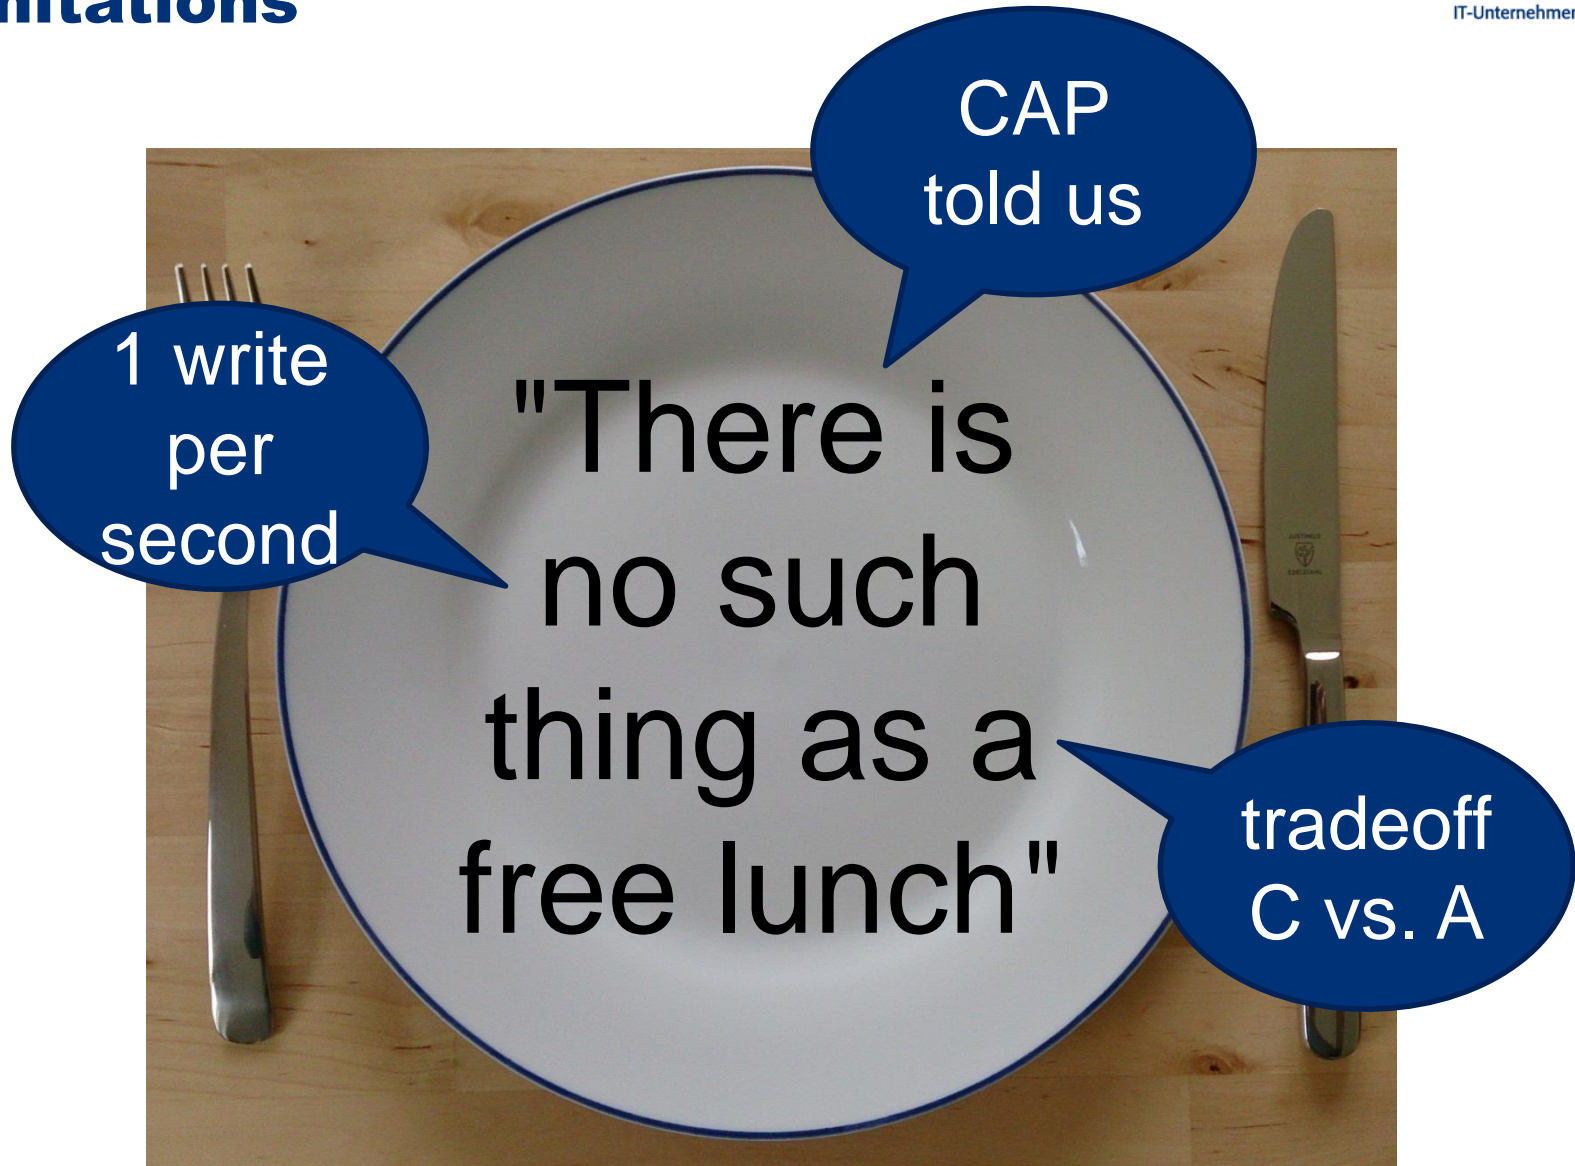 IT-Unternehmer
CAP
told us
1 write
per
second
"There is
no such
thing as a
free lunch"
tradeoff
C vs. A
JUSTINUS